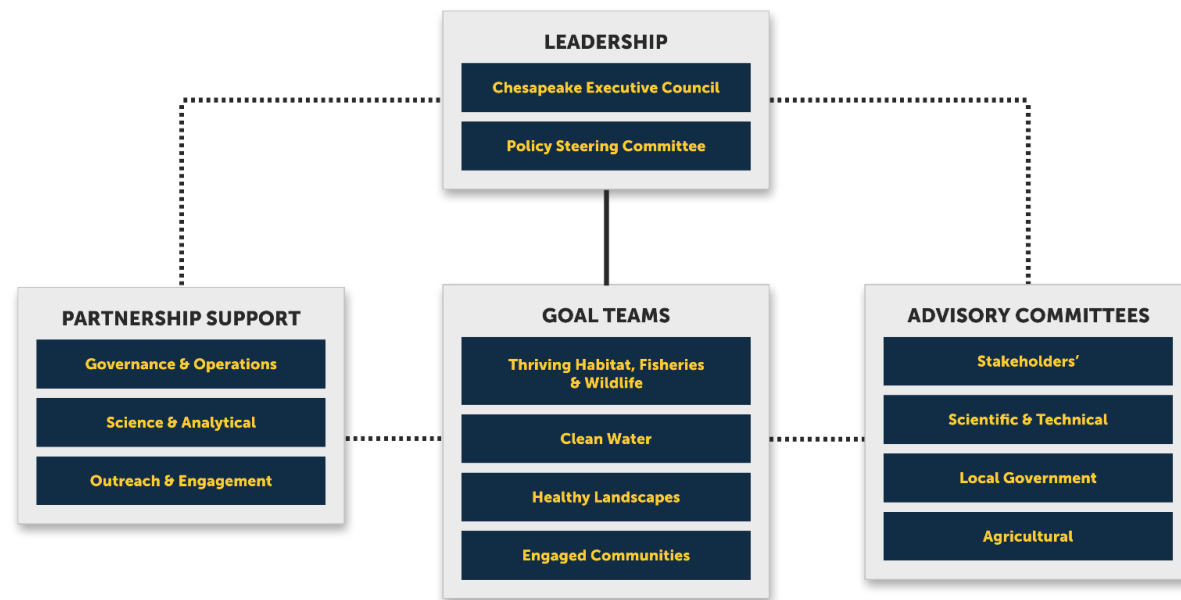 LEADERSHIP
Chesapeake Executive Council
Policy Steering Committee
PARTNERSHIP SUPPORT
Governance & Operations
Science & Analytical
Outreach & Engagement
GOAL TEAMS
Thriving Habitat, Fisheries
& Wildlife
Clean Water
Healthy Landscapes
Engaged Communities
ADVISORY COMMITTEES
Stakeholders’
Scientific & Technical
Local Government
Agricultural